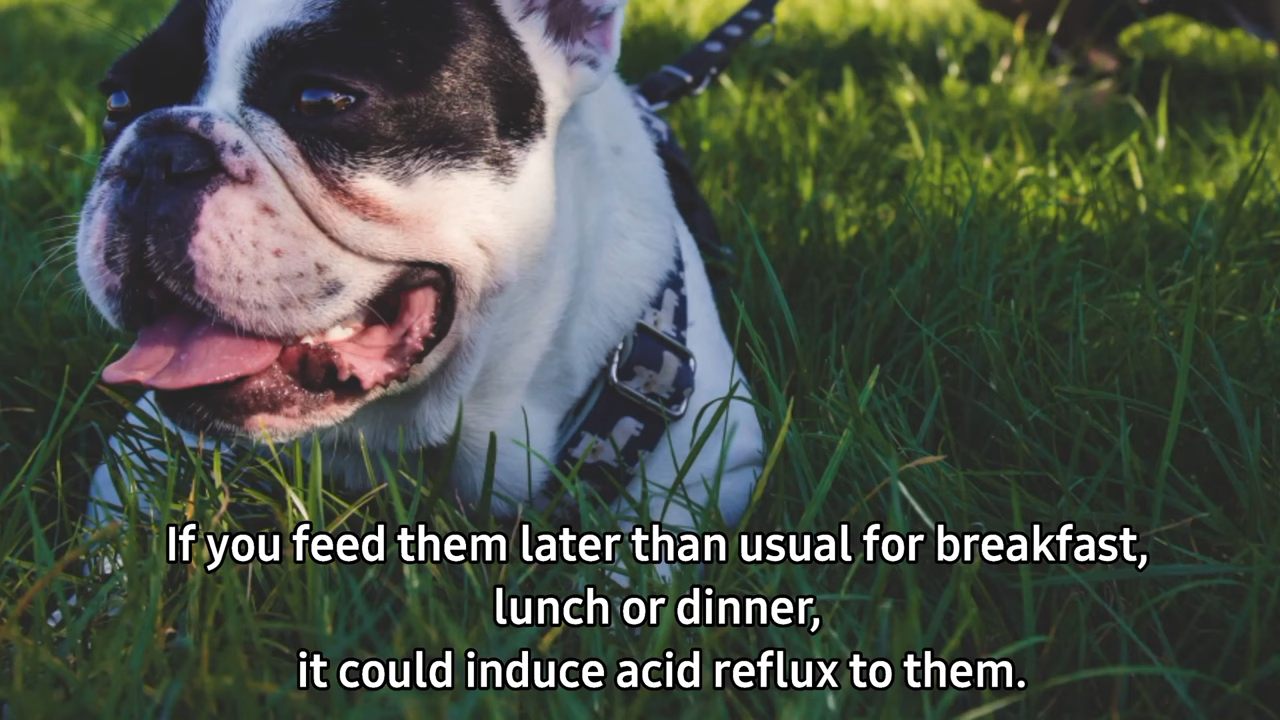 If you feed them later than usual for breakfast,
lunch or dinner,
it could induce acid reflux to them.